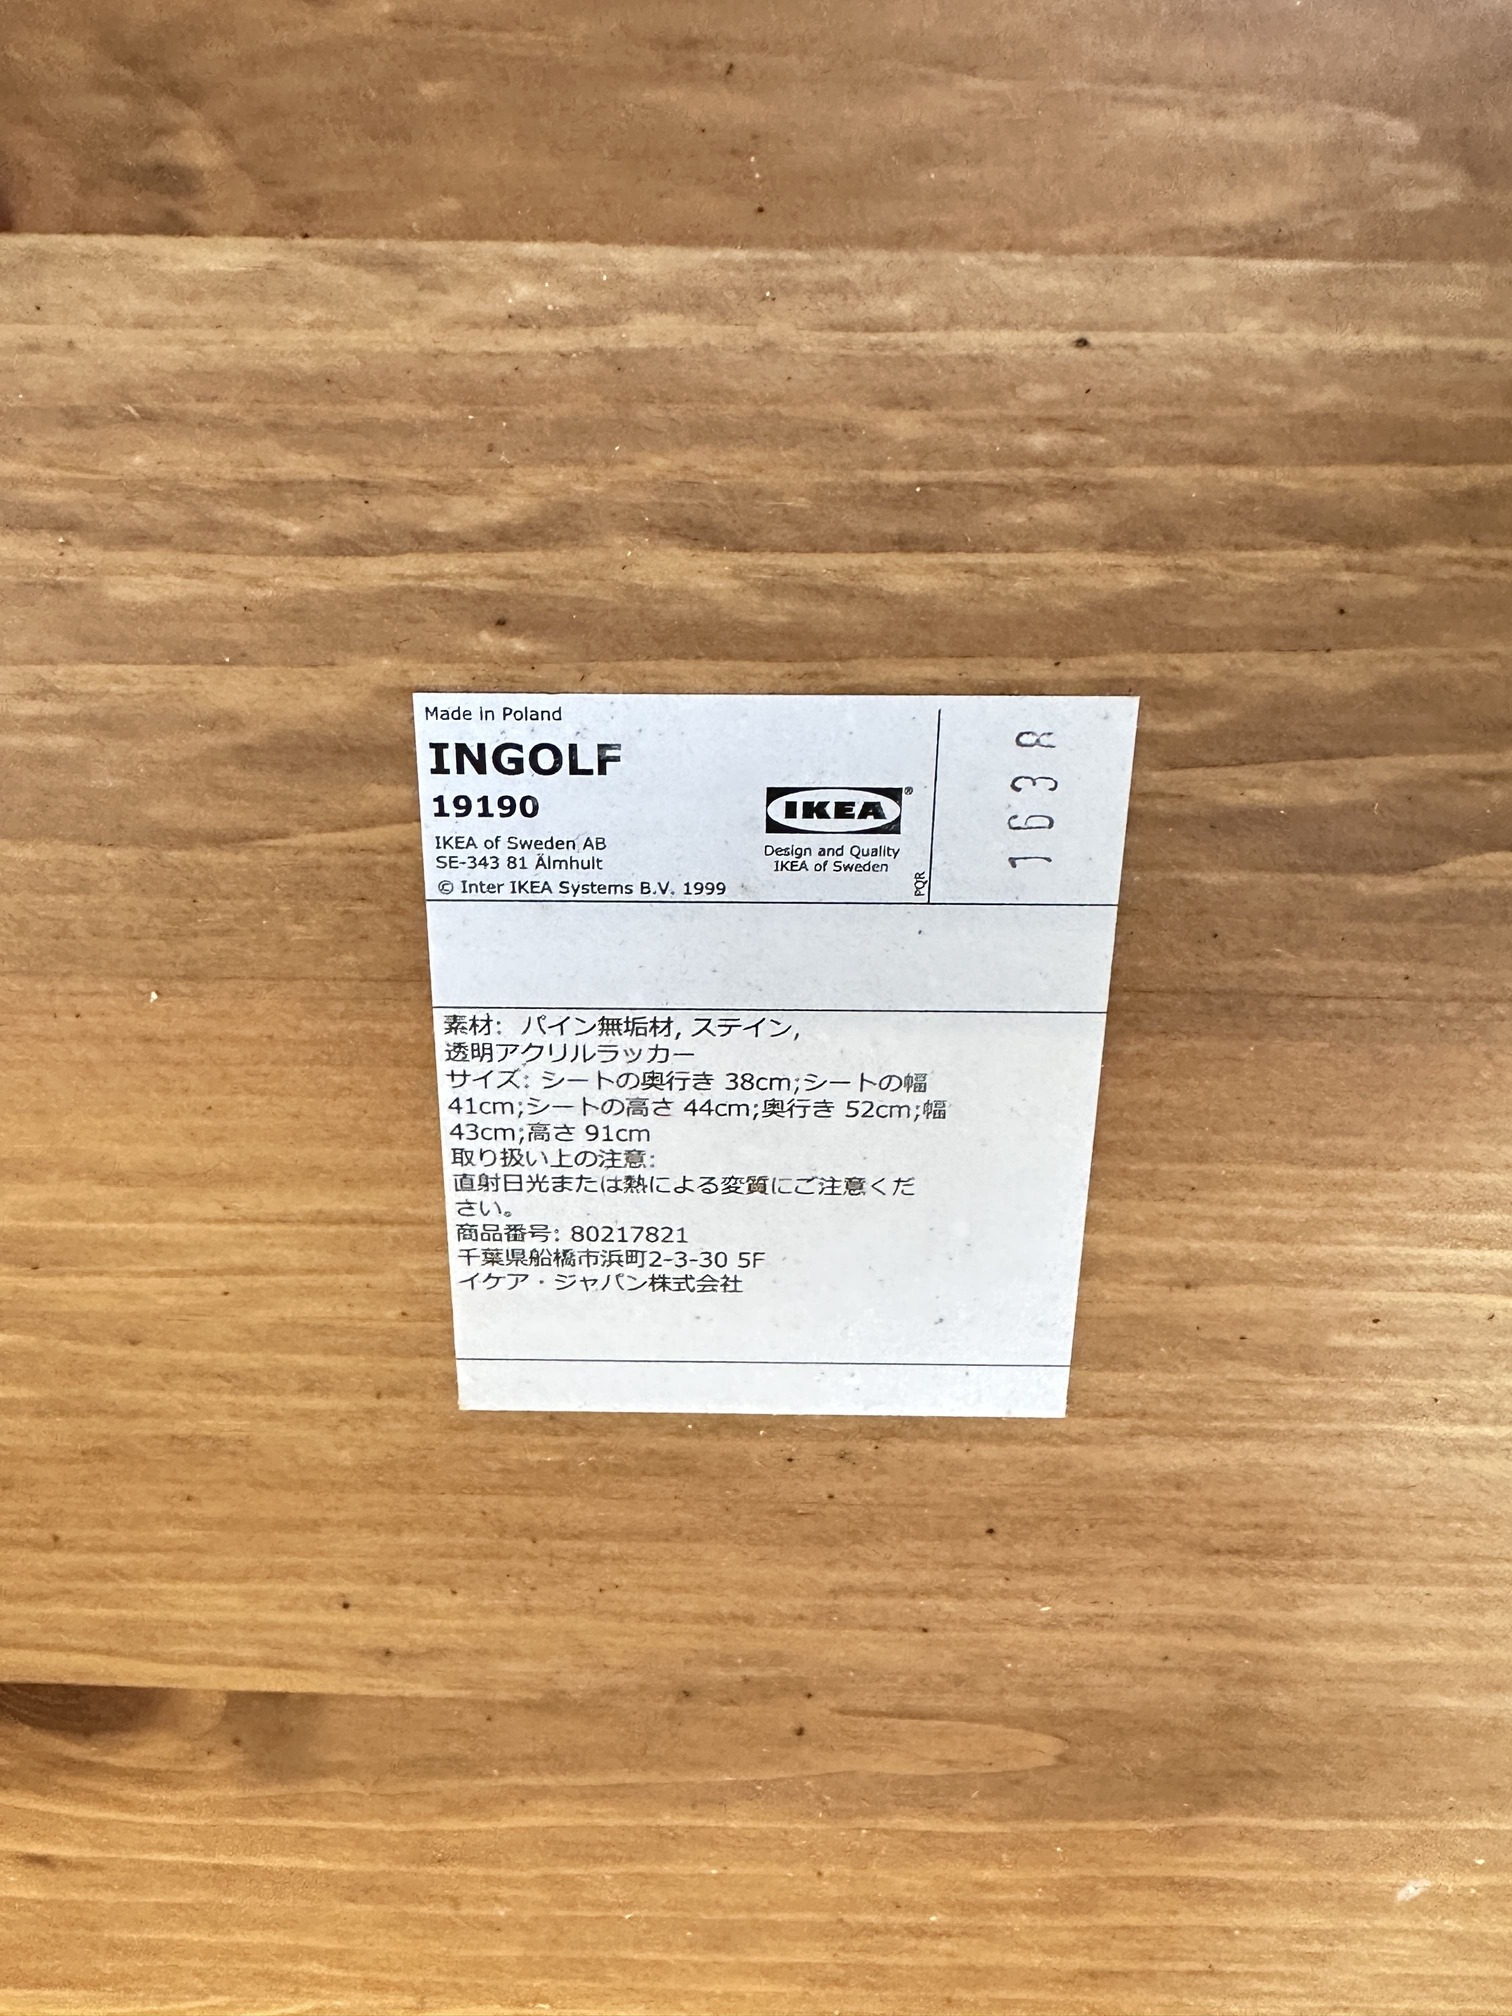 Made in Poland
INGOLF
19190
IKEA of Sweden AB
SE-343 81 Älmhult
© Inter IKEA Systems B.V. 1999
IKEA®
Design and Quality
IKEA of Sweden
PQR
1638
素材: パイン無垢材, ステイン,
透明アクリルラッカー
サイズ: シートの奥行き 38cm;シートの幅
41cm;シートの高さ 44cm;奥行き 52cm;幅
43cm;高さ 91cm
取り扱い上の注意:
直射日光または熱による変質にご注意くだ
さい。
商品番号: 80217821
千葉県船橋市浜町2-3-30 5F
イケア・ジャパン株式会社